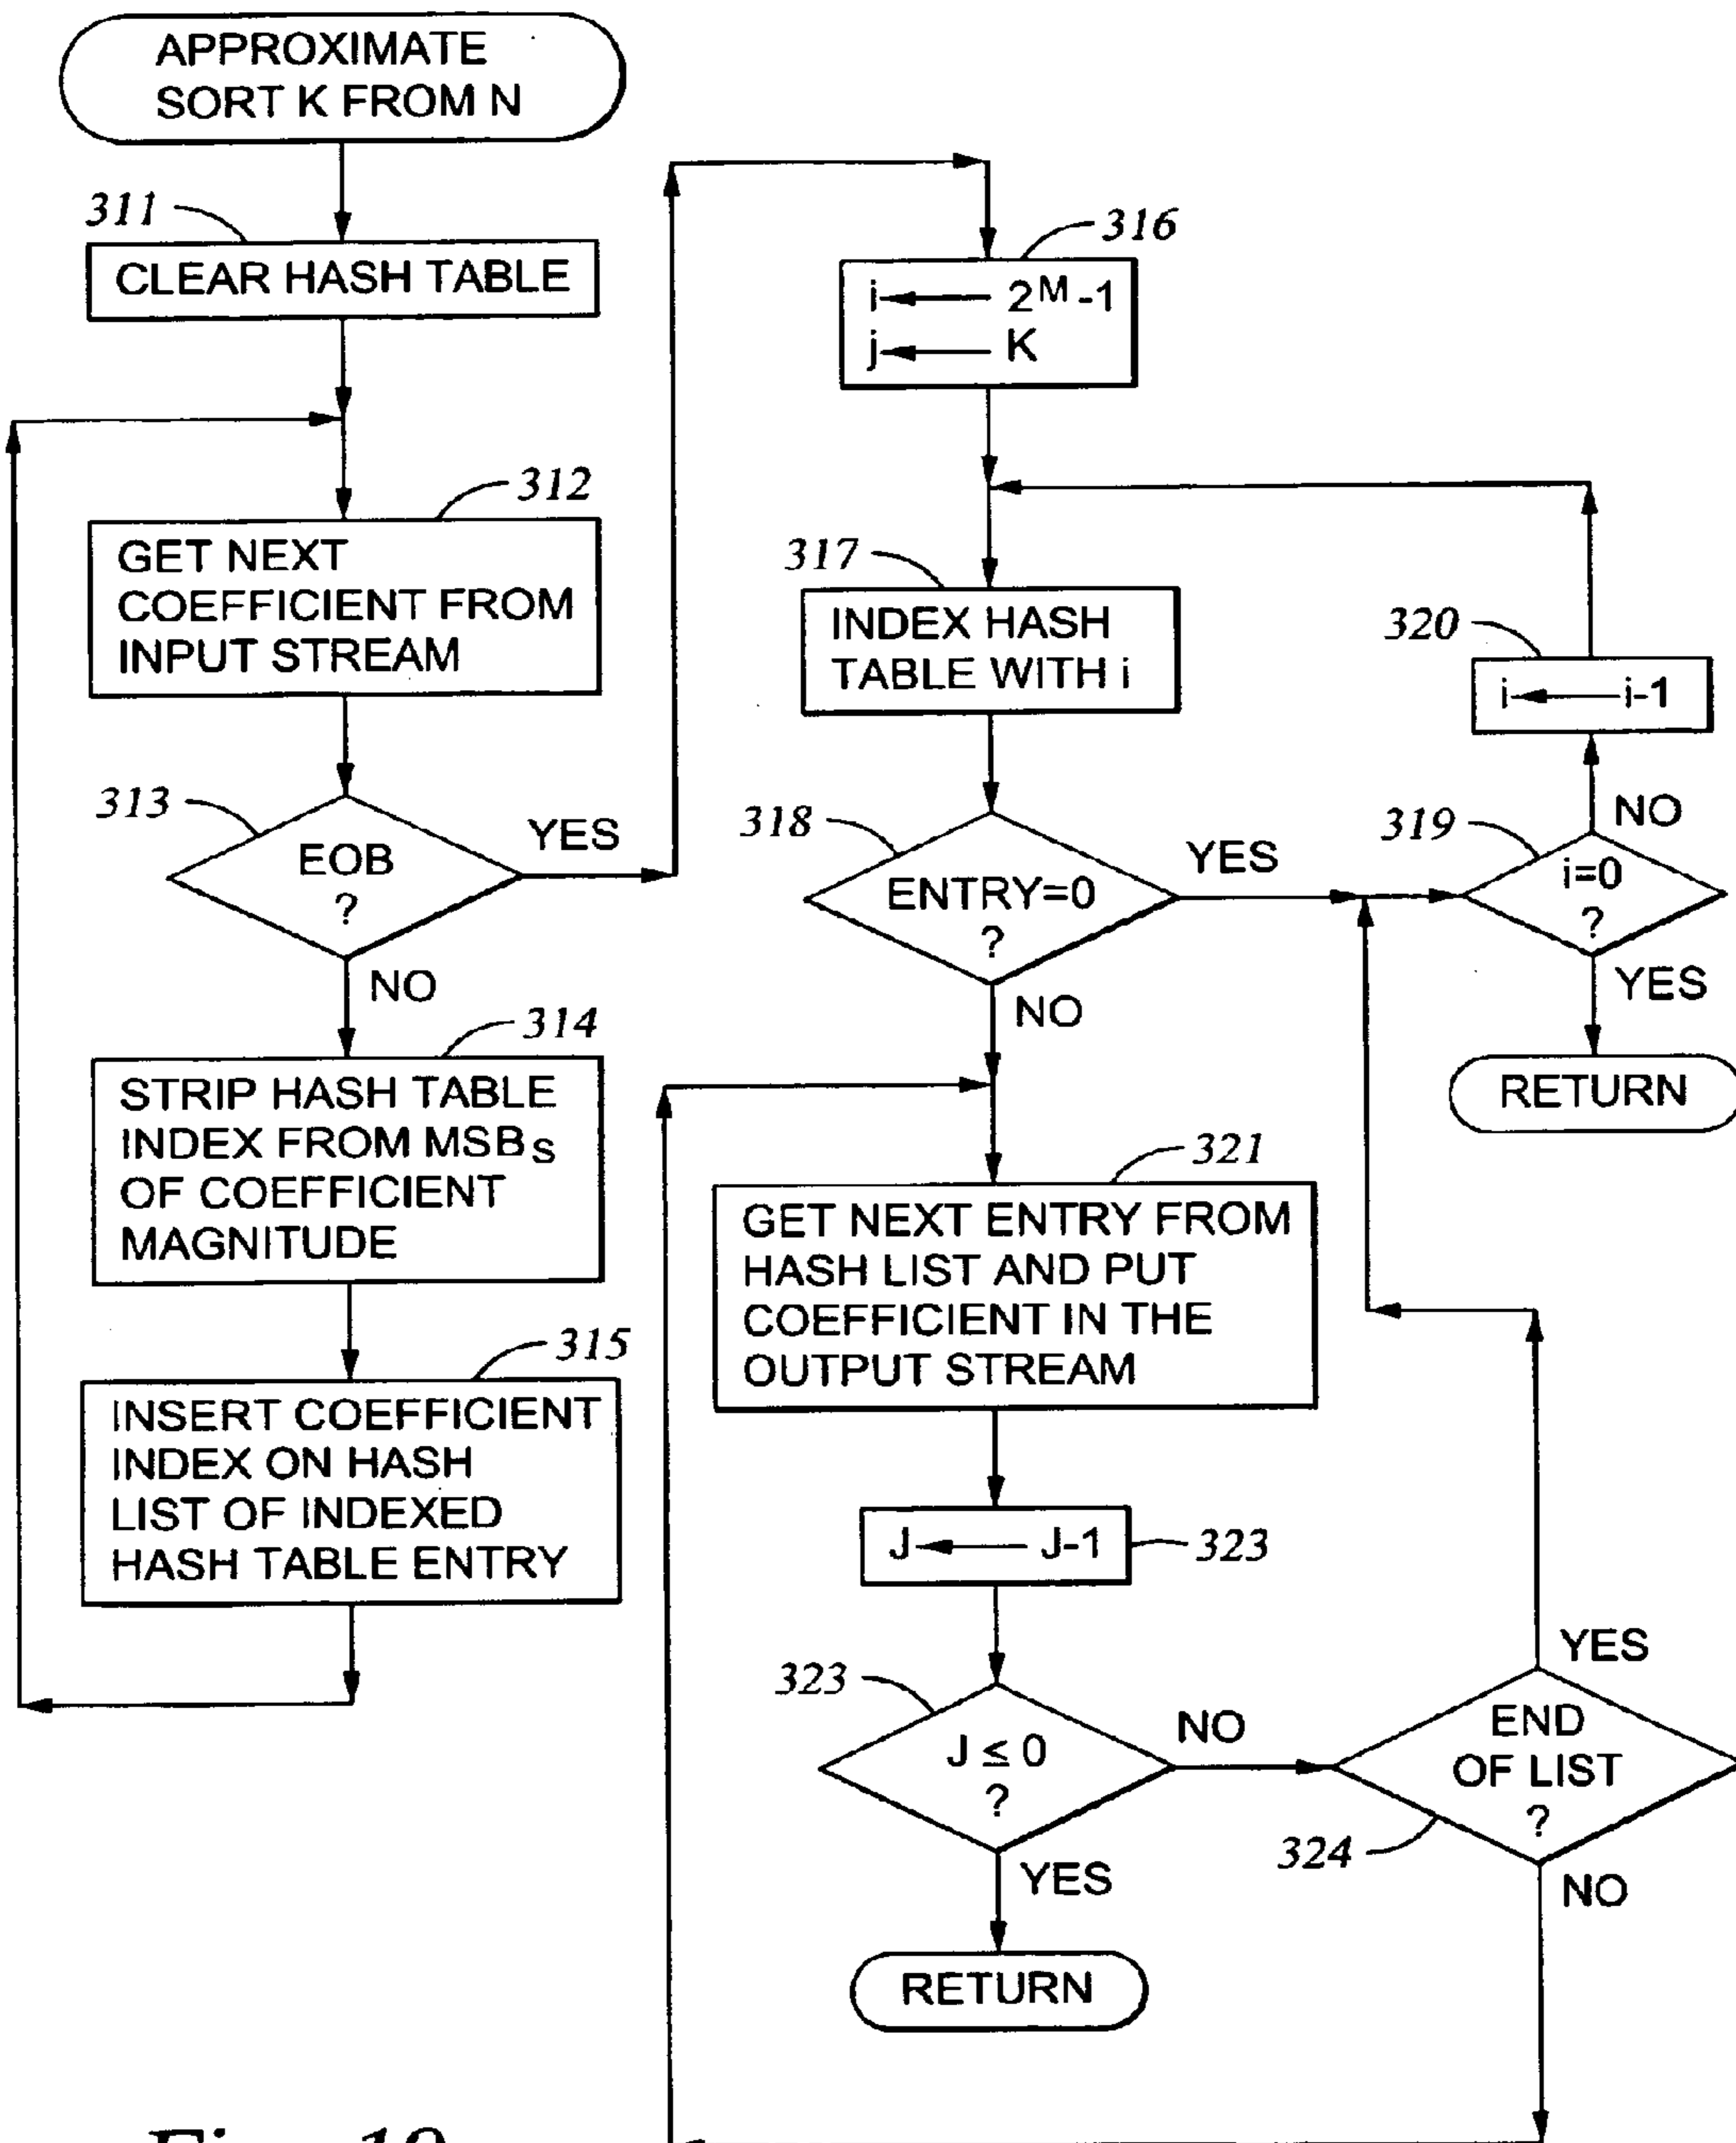 APPROXIMATE
SORT K FROM N
311
CLEAR HASH TABLE
312
GET NEXT
COEFFICIENT FROM
INPUT STREAM
313
EOB
?
YES
NO
314
STRIP HASH TABLE
INDEX FROM MSBS
OF COEFFICIENT
MAGNITUDE
315
INSERT COEFFICIENT
INDEX ON HASH
LIST OF INDEXED
HASH TABLE ENTRY
316
i ← 2^M -1
j ← K
317
INDEX HASH
TABLE WITH i
318
ENTRY=0
?
YES
NO
319
i=0
?
NO
YES
320
i ← i-1
RETURN
321
GET NEXT ENTRY FROM
HASH LIST AND PUT
COEFFICIENT IN THE
OUTPUT STREAM
J ← J-1
323
323
J ≤ 0
?
NO
YES
RETURN
324
END
OF LIST
?
YES
NO